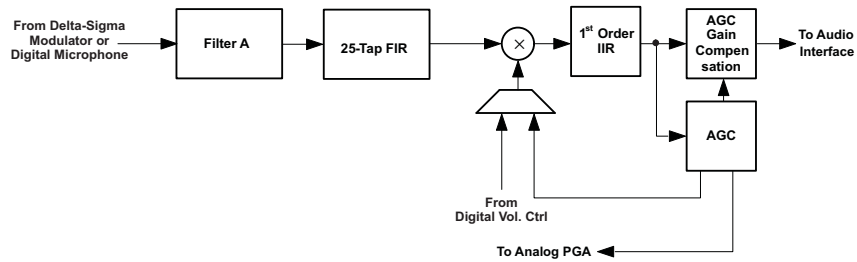 From Delta-Sigma
Modulator or
Digital Microphone
Filter A
25-Tap FIR
×
1st Order
IIR
AGC
Gain
Compen
sation
To Audio
Interface
AGC
From
Digital Vol. Ctrl
To Analog PGA